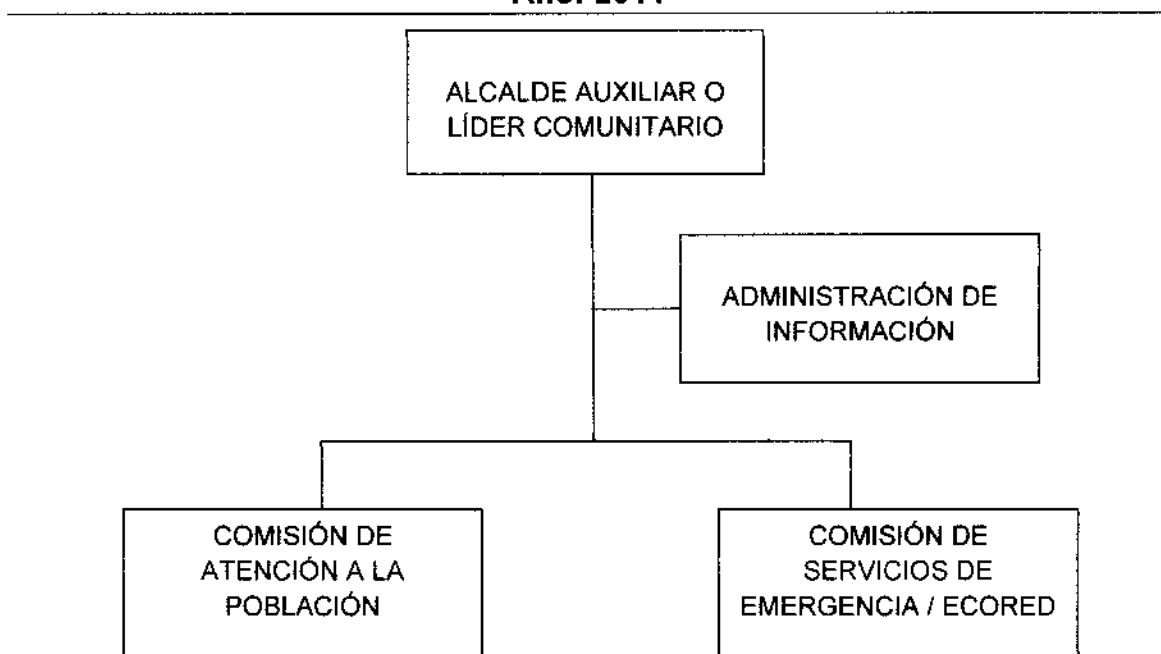 ALCALDE AUXILIAR O
LÍDER COMUNITARIO
ADMINISTRACIÓN DE
INFORMACIÓN
COMISIÓN DE
ATENCIÓN A LA
POBLACIÓN
COMISIÓN DE
SERVICIOS DE
EMERGENCIA / ECORED